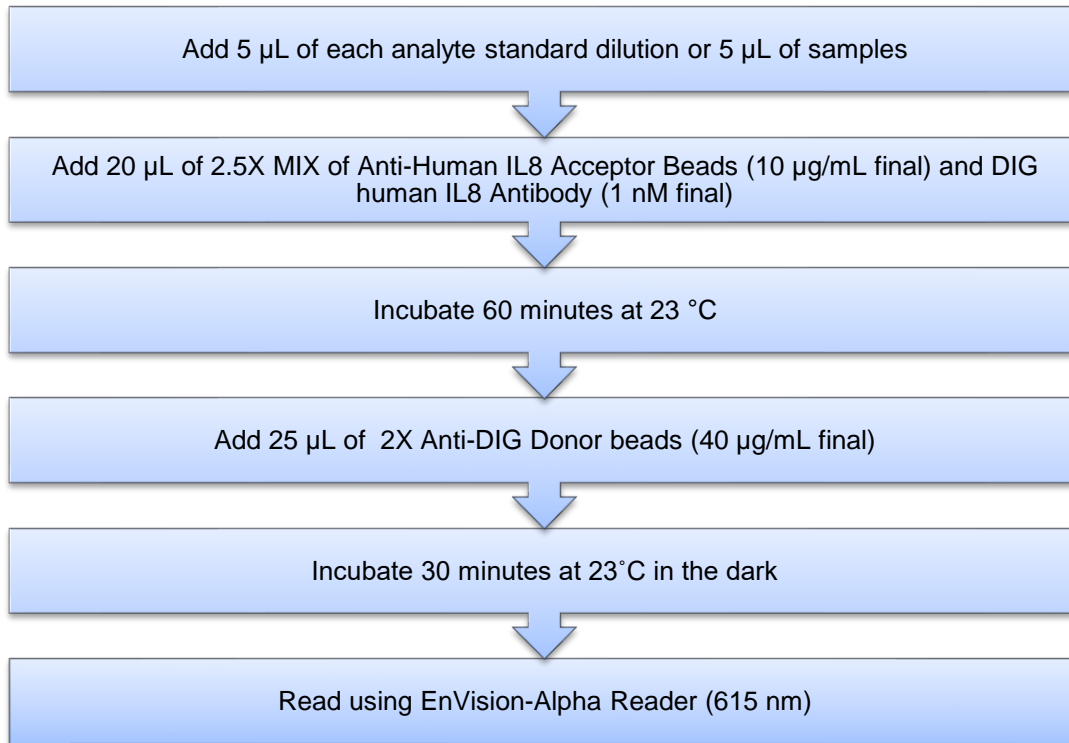 Add 5 µL of each analyte standard dilution or 5 µL of samples
Add 20 µL of 2.5X MIX of Anti-Human IL8 Acceptor Beads (10 µg/mL final) and DIG
human IL8 Antibody (1 nM final)
Incubate 60 minutes at 23 °C
Add 25 µL of  2X Anti-DIG Donor beads (40 µg/mL final)
Incubate 30 minutes at 23˚C in the dark
Read using EnVision-Alpha Reader (615 nm)